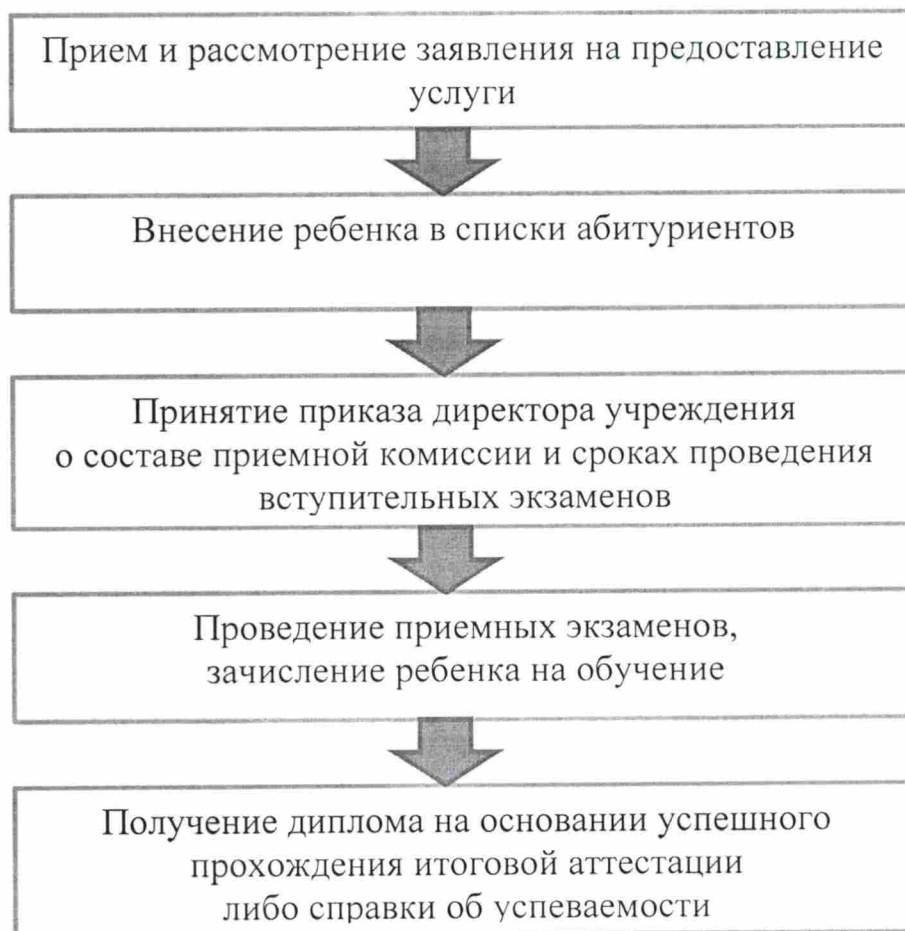 Прием и рассмотрение заявления на предоставление
услуги
Внесение ребенка в списки абитуриентов
Принятие приказа директора учреждения
о составе приемной комиссии и сроках проведения
вступительных экзаменов
Проведение приемных экзаменов,
зачисление ребенка на обучение
Получение диплома на основании успешного
прохождения итоговой аттестации
либо справки об успеваемости